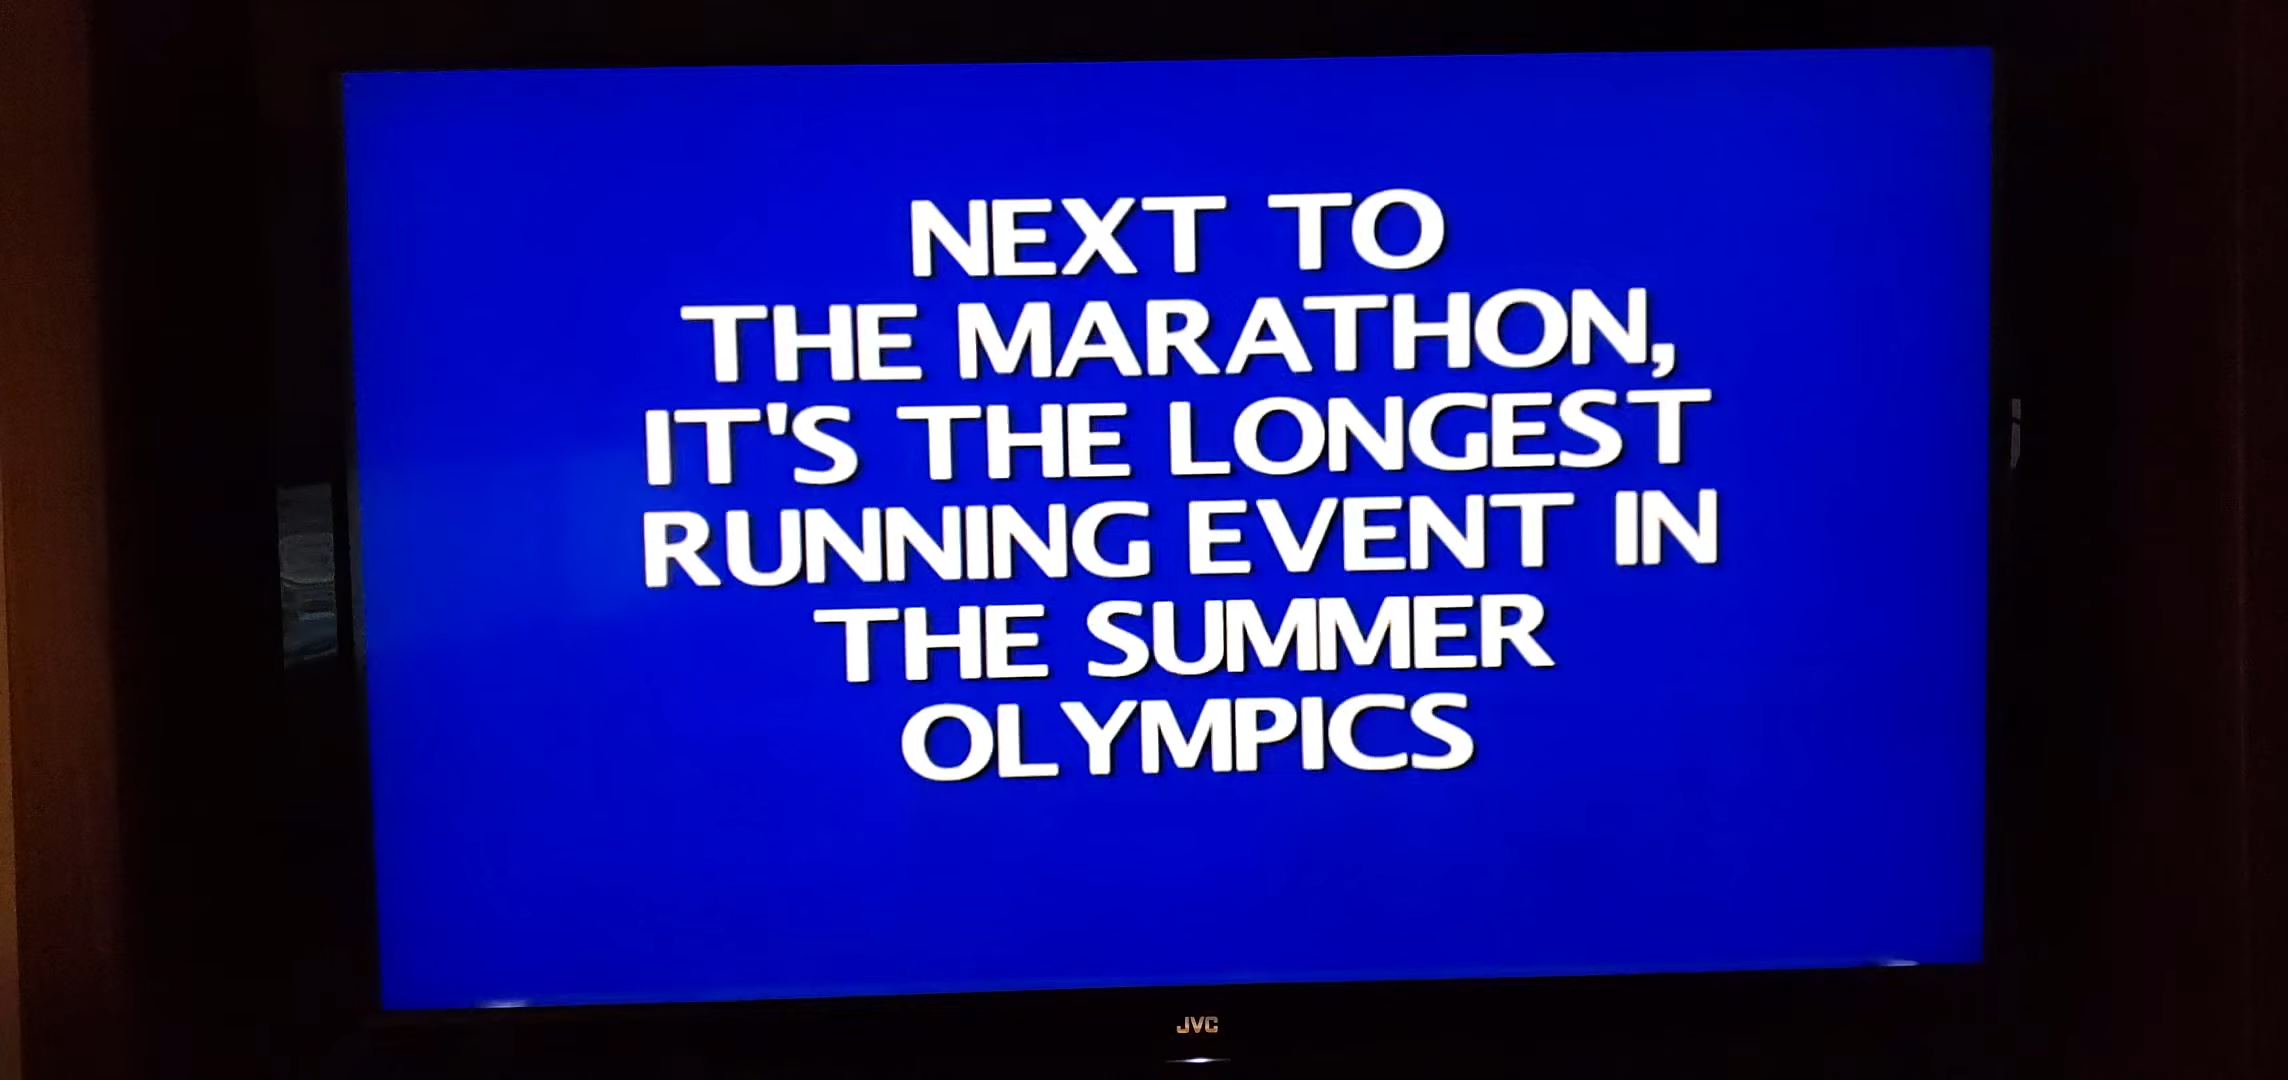 NEXT TO
THE MARATHON,
IT'S THE LONGEST
RUNNING EVENT IN
THE SUMMER
OLYMPICS
JVC